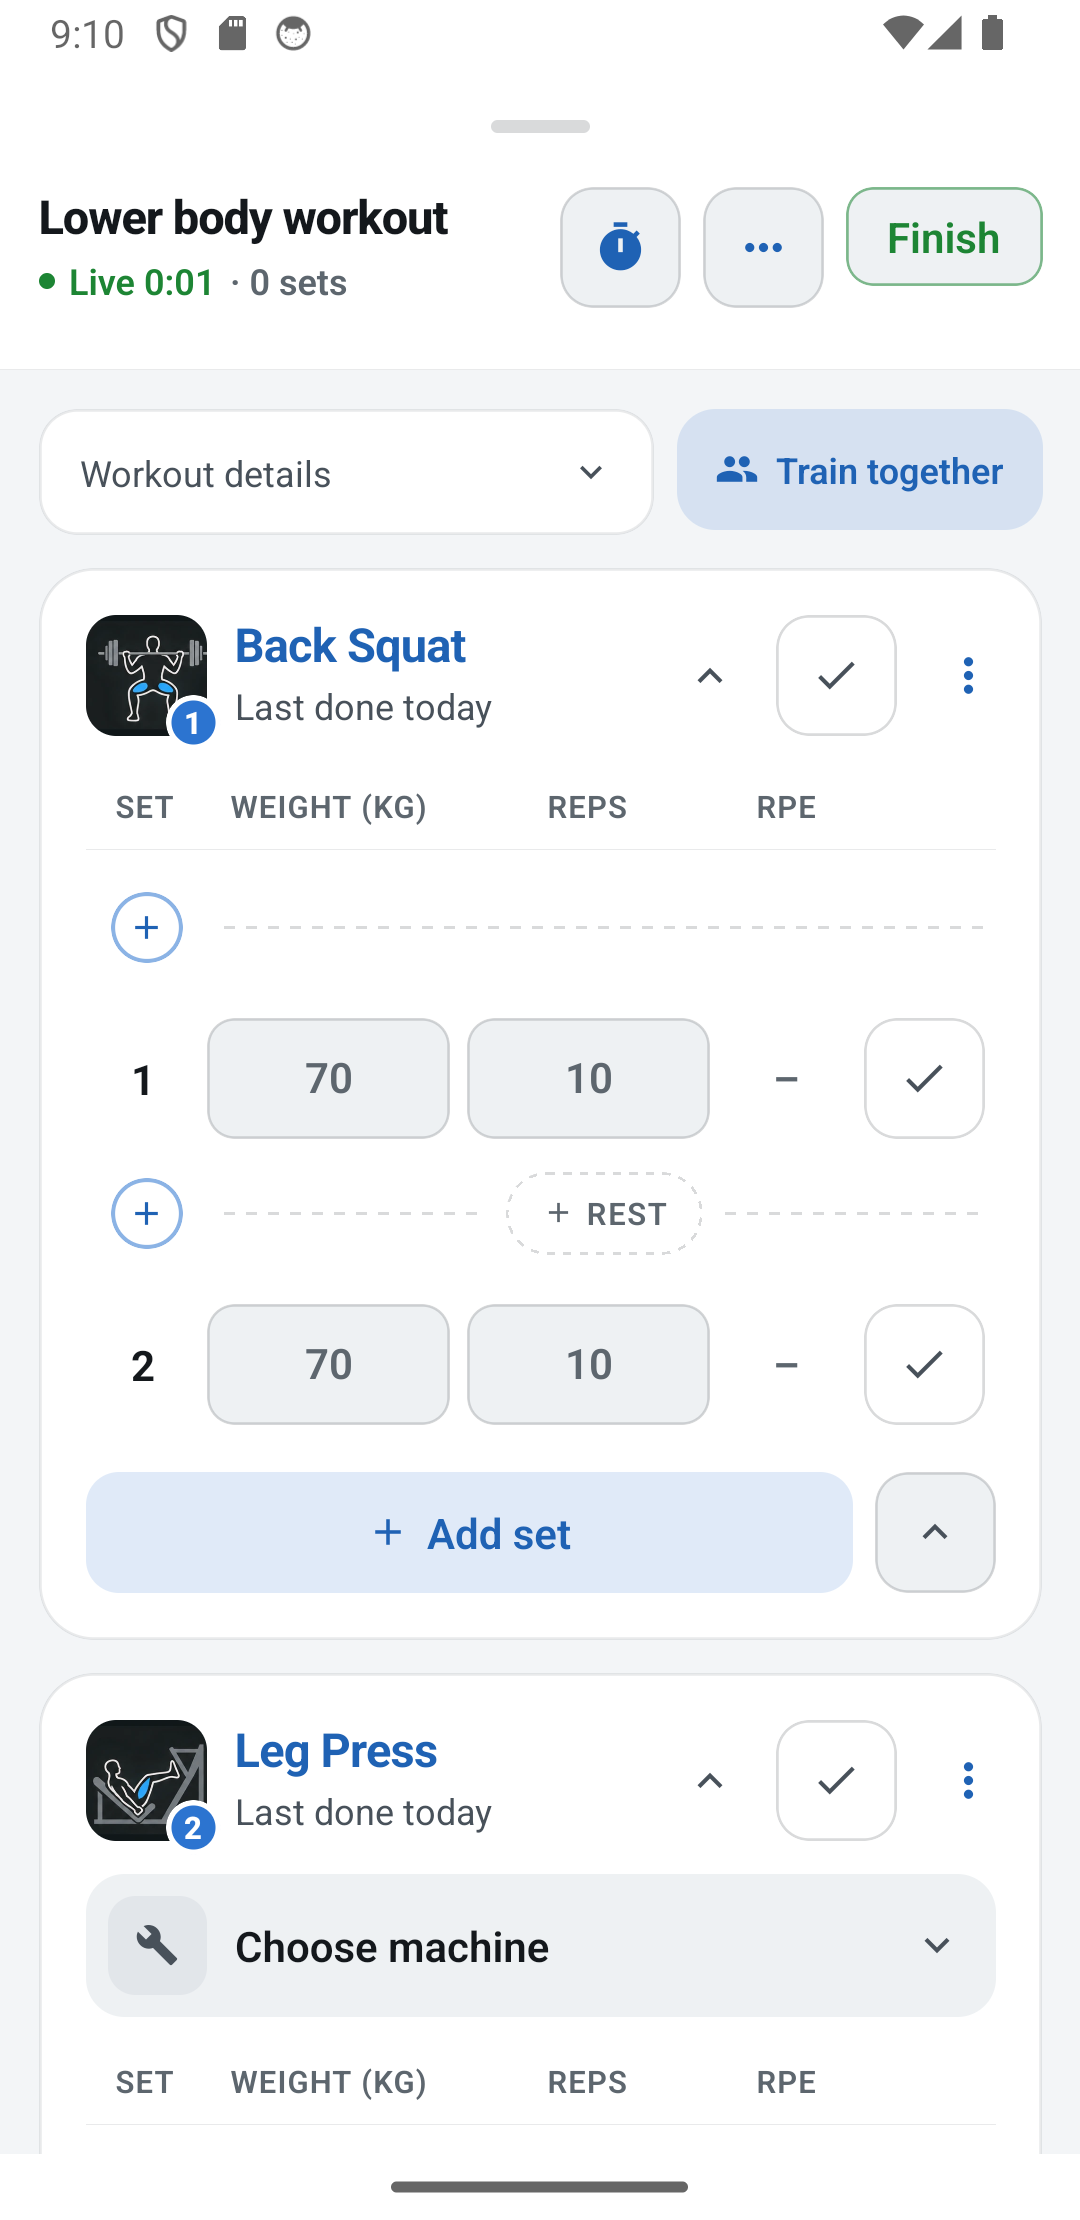 9:10
Lower body workout
Live 0:01 · 0 sets
Finish
Workout details
Train together
Back Squat
Last done today
1
SET WEIGHT (KG) REPS RPE
1 70 10 –
+ REST
2 70 10 –
+ Add set
Leg Press
Last done today
2
Choose machine
SET WEIGHT (KG) REPS RPE